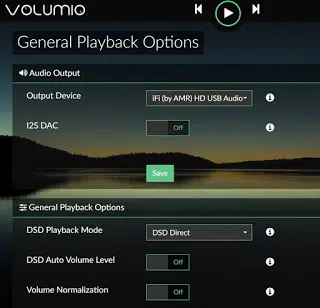 VOLUMIO
General Playback Options
Audio Output
Output Device iFi (by AMR) HD USB Audio
I2S DAC Off
Save
General Playback Options
DSD Playback Mode DSD Direct
DSD Auto Volume Level Off
Volume Normalization Off